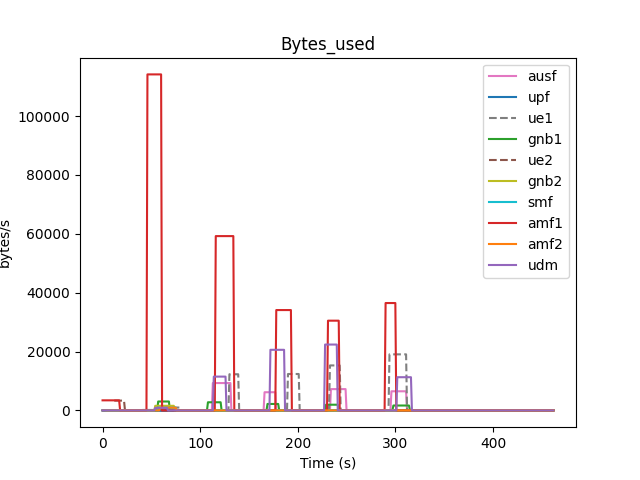 Bytes_used
bytes/s
100000
80000
60000
40000
20000
0
0 100 200 300 400
Time (s)
ausf
upf
ue1
gnb1
ue2
gnb2
smf
amf1
amf2
udm